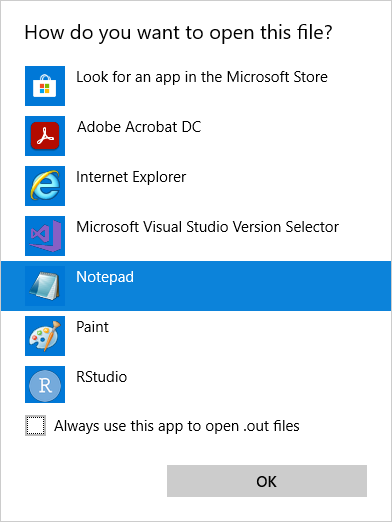 How do you want to open this file?
Look for an app in the Microsoft Store
Adobe Acrobat DC
Internet Explorer
Microsoft Visual Studio Version Selector
Notepad
Paint
R
RStudio
Always use this app to open .out files
OK